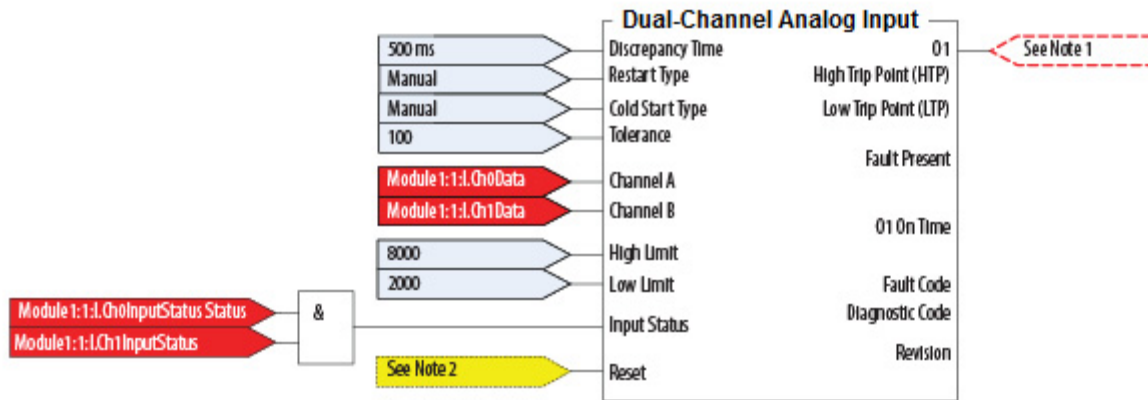 Dual-Channel Analog Input
500 ms Discrepancy Time O1 See Note 1
Manual Restart Type High Trip Point (HTP)
Manual Cold Start Type Low Trip Point (LTP)
100 Tolerance
Fault Present
Module1:1:I.Ch0Data Channel A
Module1:1:I.Ch1Data Channel B
O1 On Time
8000 High Limit
2000 Low Limit Fault Code
Module1:1:I.Ch0InputStatus Status & Diagnostic Code
Input Status
Module1:1:I.Ch1InputStatus
Revision
See Note 2 Reset